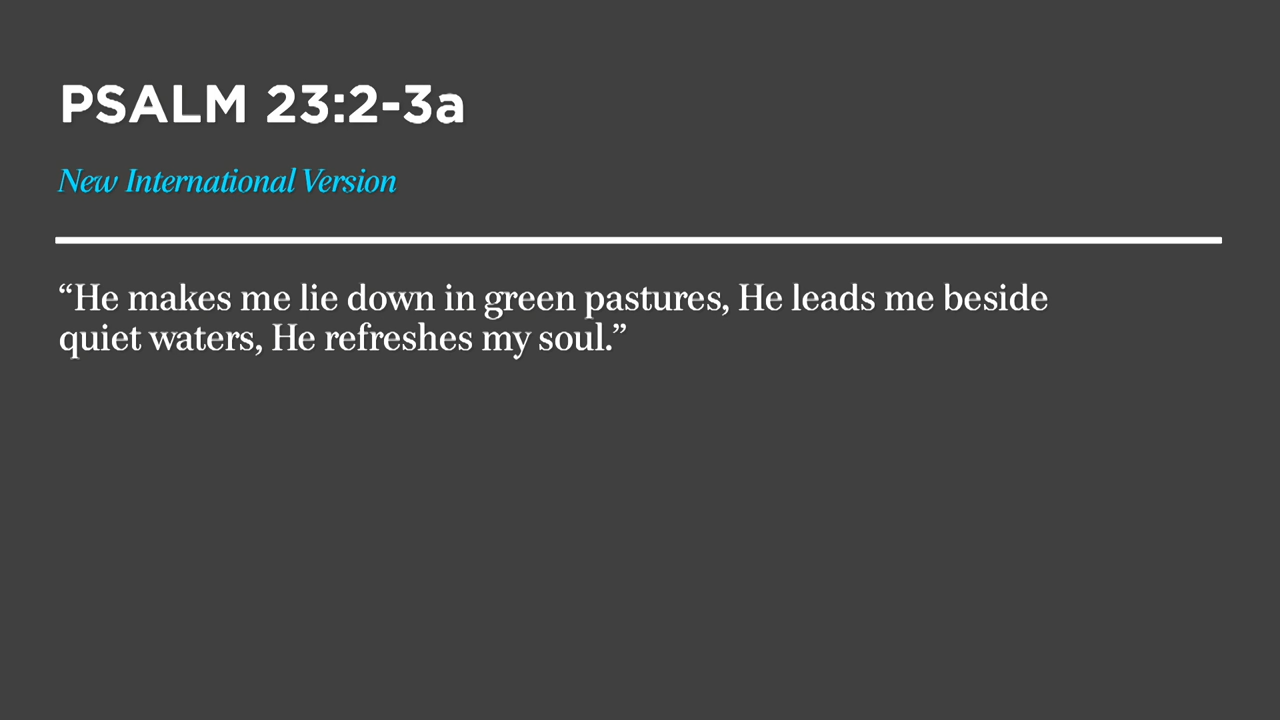 PSALM 23:2-3a
New International Version
“He makes me lie down in green pastures, He leads me beside
quiet waters, He refreshes my soul.”